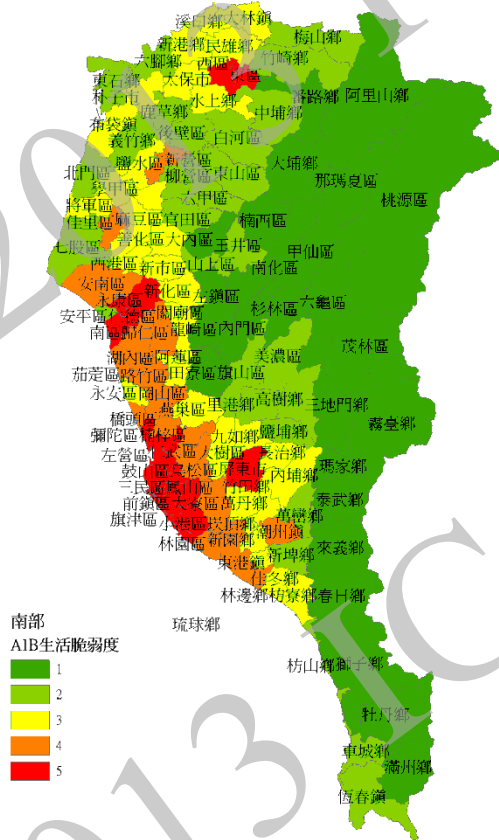 溪口鄉 大林鎮
新港鄉 民雄鄉 梅山鄉
六腳鄉 西區 竹崎鄉
東石鄉 太保市 東區
朴子市 水上鄉 番路鄉 阿里山鄉
鹿草鄉 中埔鄉
布袋鎮
義竹鄉 後壁區 白河區
鹽水區 新營區 大埔鄉
北門區 柳營區 東山區 那瑪夏區
學甲區 六甲區 桃源區
將軍區
佳里區 麻豆區 官田區 楠西區
七股區 善化區 大內區 玉井區 甲仙區
西港區 新市區 山上區 南化區
安南區 新化區 左鎮區
永康區 杉林區 六龜區
安平區 仁德區 關廟區
南區 歸仁區 龍崎區 內門區
湖內區 阿蓮區 美濃區 茂林區
茄萣區 路竹區 田寮區 旗山區
永安區 岡山區
燕巢區 里港鄉 高樹鄉 三地門鄉
橋頭區 霧臺鄉
彌陀區 楠梓區 九如鄉 鹽埔鄉
左營區 大樹區 長治鄉
鼓山區 鳥松區 屏東市 內埔鄉 瑪家鄉
三民區 鳳山區 竹田鄉
前鎮區 大寮區 萬丹鄉 泰武鄉
旗津區 小港區 崁頂鄉 萬巒鄉
潮州鎮
林園區 新園鄉 來義鄉
東港鎮 新埤鄉
佳冬鄉
林邊鄉 枋寮鄉 春日鄉
琉球鄉
南部
A1B生活脆弱度
枋山鄉 獅子鄉
1
2
牡丹鄉
3
4
車城鄉
5
滿州鄉
恆春鎮
2013 IC